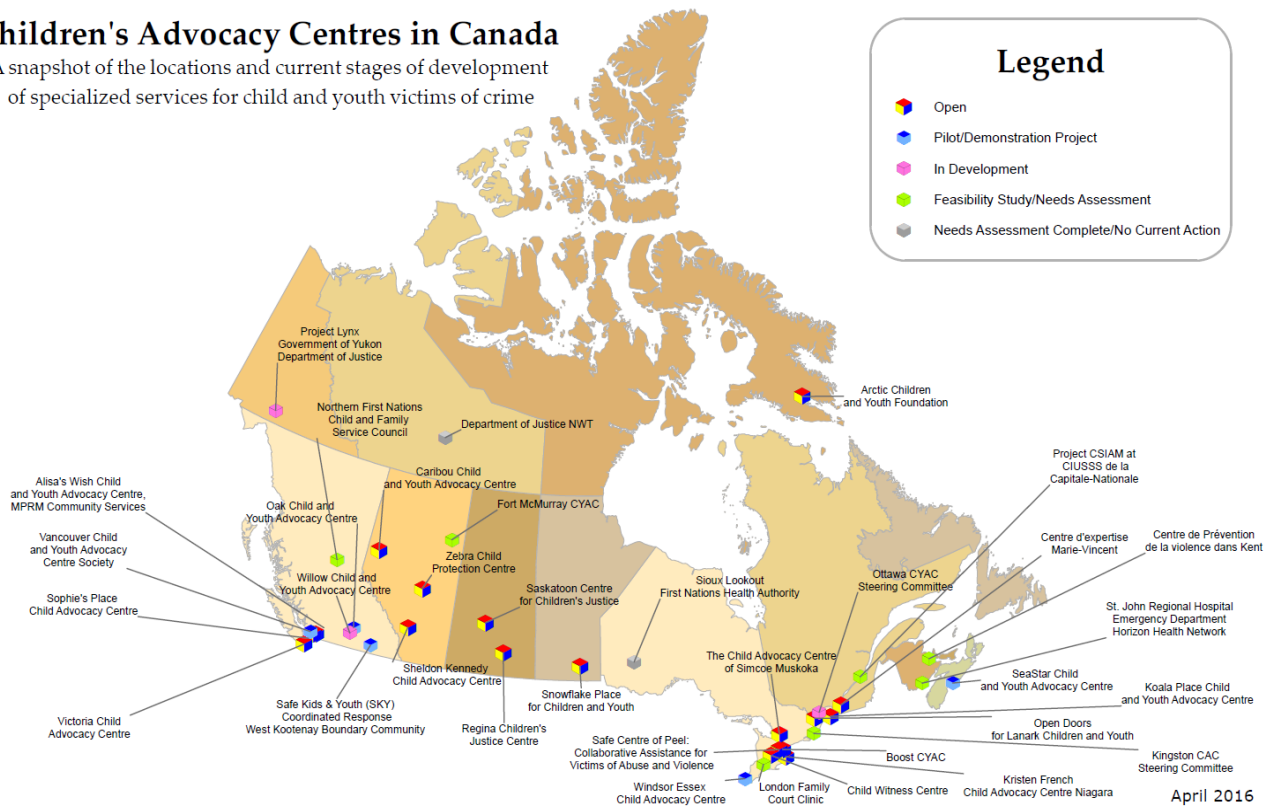 hildren's Advocacy Centres in Canada
A snapshot of the locations and current stages of development
of specialized services for child and youth victims of crime
Legend
Open
Pilot/Demonstration Project
In Development
Feasibility Study/Needs Assessment
Needs Assessment Complete/No Current Action
Project Lynx
Government of Yukon
Department of Justice
Arctic Children
and Youth Foundation
Northern First Nations
Child and Family
Service Council
Department of Justice NWT
Project CSIAM at
CIUSSS de la
Capitale-Nationale
Caribou Child
and Youth Advocacy Centre
Alisa's Wish Child
and Youth Advocacy Centre,
MPRM Community Services
Oak Child and
Youth Advocacy Centre
Fort McMurray CYAC
Vancouver Child
and Youth Advocacy
Centre Society
Centre d'expertise
Marie-Vincent
Centre de Prévention
de la violence dans Kent
Zebra Child
Protection Centre
Willow Child and
Youth Advocacy Centre
Sioux Lookout
First Nations Health Authority
Ottawa CYAC
Steering Committee
Saskatoon Centre
for Children's Justice
Sophie's Place
Child Advocacy Centre
St. John Regional Hospital
Emergency Department
Horizon Health Network
The Child Advocacy Centre
of Simcoe Muskoka
Sheldon Kennedy
Child Advocacy Centre
SeaStar Child
and Youth Advocacy Centre
Koala Place Child
and Youth Advocacy Centre
Snowflake Place
for Children and Youth
Safe Kids & Youth (SKY)
Coordinated Response
West Kootenay Boundary Community
Victoria Child
Advocacy Centre
Regina Children's
Justice Centre
Open Doors
for Lanark Children and Youth
Safe Centre of Peel:
Collaborative Assistance for
Victims of Abuse and Violence
Boost CYAC
Kingston CAC
Steering Committee
Windsor Essex
Child Advocacy Centre
London Family
Court Clinic
Child Witness Centre
Kristen French
Child Advocacy Centre Niagara
April 2016